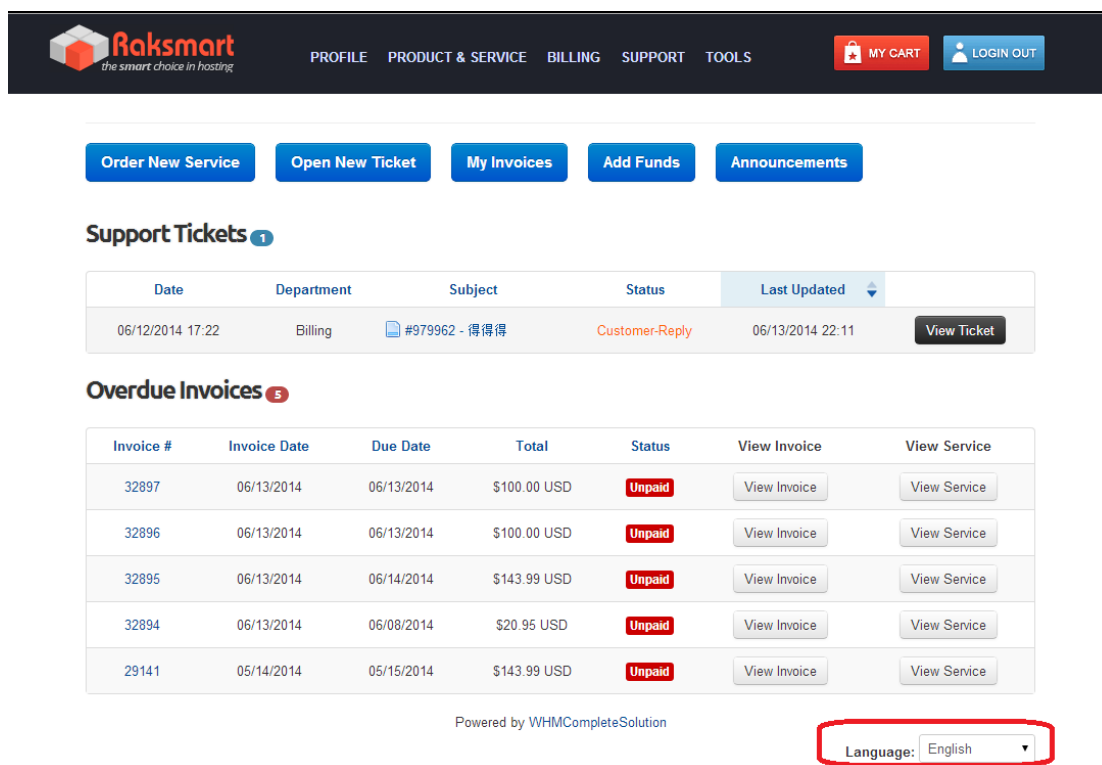 Raksmart
the smart choice in hosting
PROFILE PRODUCT & SERVICE BILLING SUPPORT TOOLS
MY CART
LOGIN OUT
Order New Service Open New Ticket My Invoices Add Funds Announcements
Support Tickets 1
Date Department Subject Status Last Updated
06/12/2014 17:22 Billing #979962 - 得得得 Customer-Reply 06/13/2014 22:11 View Ticket
Overdue Invoices 5
Invoice # Invoice Date Due Date Total Status View Invoice View Service
32897 06/13/2014 06/13/2014 $100.00 USD Unpaid View Invoice View Service
32896 06/13/2014 06/13/2014 $100.00 USD Unpaid View Invoice View Service
32895 06/13/2014 06/14/2014 $143.99 USD Unpaid View Invoice View Service
32894 06/13/2014 06/08/2014 $20.95 USD Unpaid View Invoice View Service
29141 05/14/2014 05/15/2014 $143.99 USD Unpaid View Invoice View Service
Powered by WHMCompleteSolution
Language: English